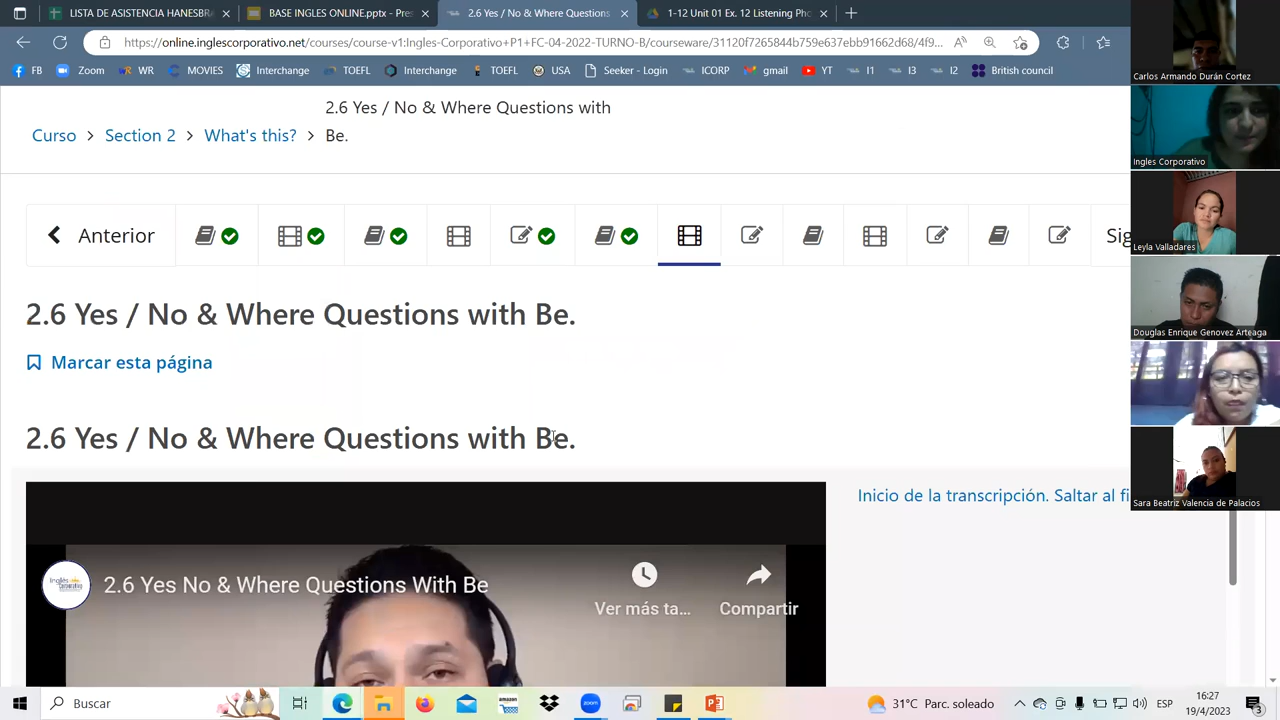 LISTA DE ASISTENCIA HANESBRA
BASE INGLES ONLINE.pptx - Pres
2.6 Yes / No & Where Questions
1-12 Unit 01 Ex. 12 Listening Pho
https://online.inglescorporativo.net/courses/course-v1:Ingles-Corporativo+P1+FC-04-2022-TURNO-B/courseware/31120f7265844b759e637ebb91662d68/4f9...
FB
Zoom
WR
MOVIES
Interchange
TOEFL
Interchange
TOEFL
USA
Seeker - Login
ICORP
gmail
YT
I1
I3
I2
British council
Curso > Section 2 > What's this? > 2.6 Yes / No & Where Questions with
Be.
Anterior
Sig
2.6 Yes / No & Where Questions with Be.
Marcar esta página
2.6 Yes / No & Where Questions with Be.
Inicio de la transcripción. Saltar al fi
Inglés
Corporativo
2.6 Yes No & Where Questions With Be
Ver más ta...
Compartir
Carlos Armando Durán Cortez
Ingles Corporativo
Leyla Valladares
Douglas Enrique Genovez Arteaga
Sara Beatriz Valencia de Palacios
Buscar
amazon
zoom
31°C Parc. soleado
ESP
16:27
19/4/2023
3